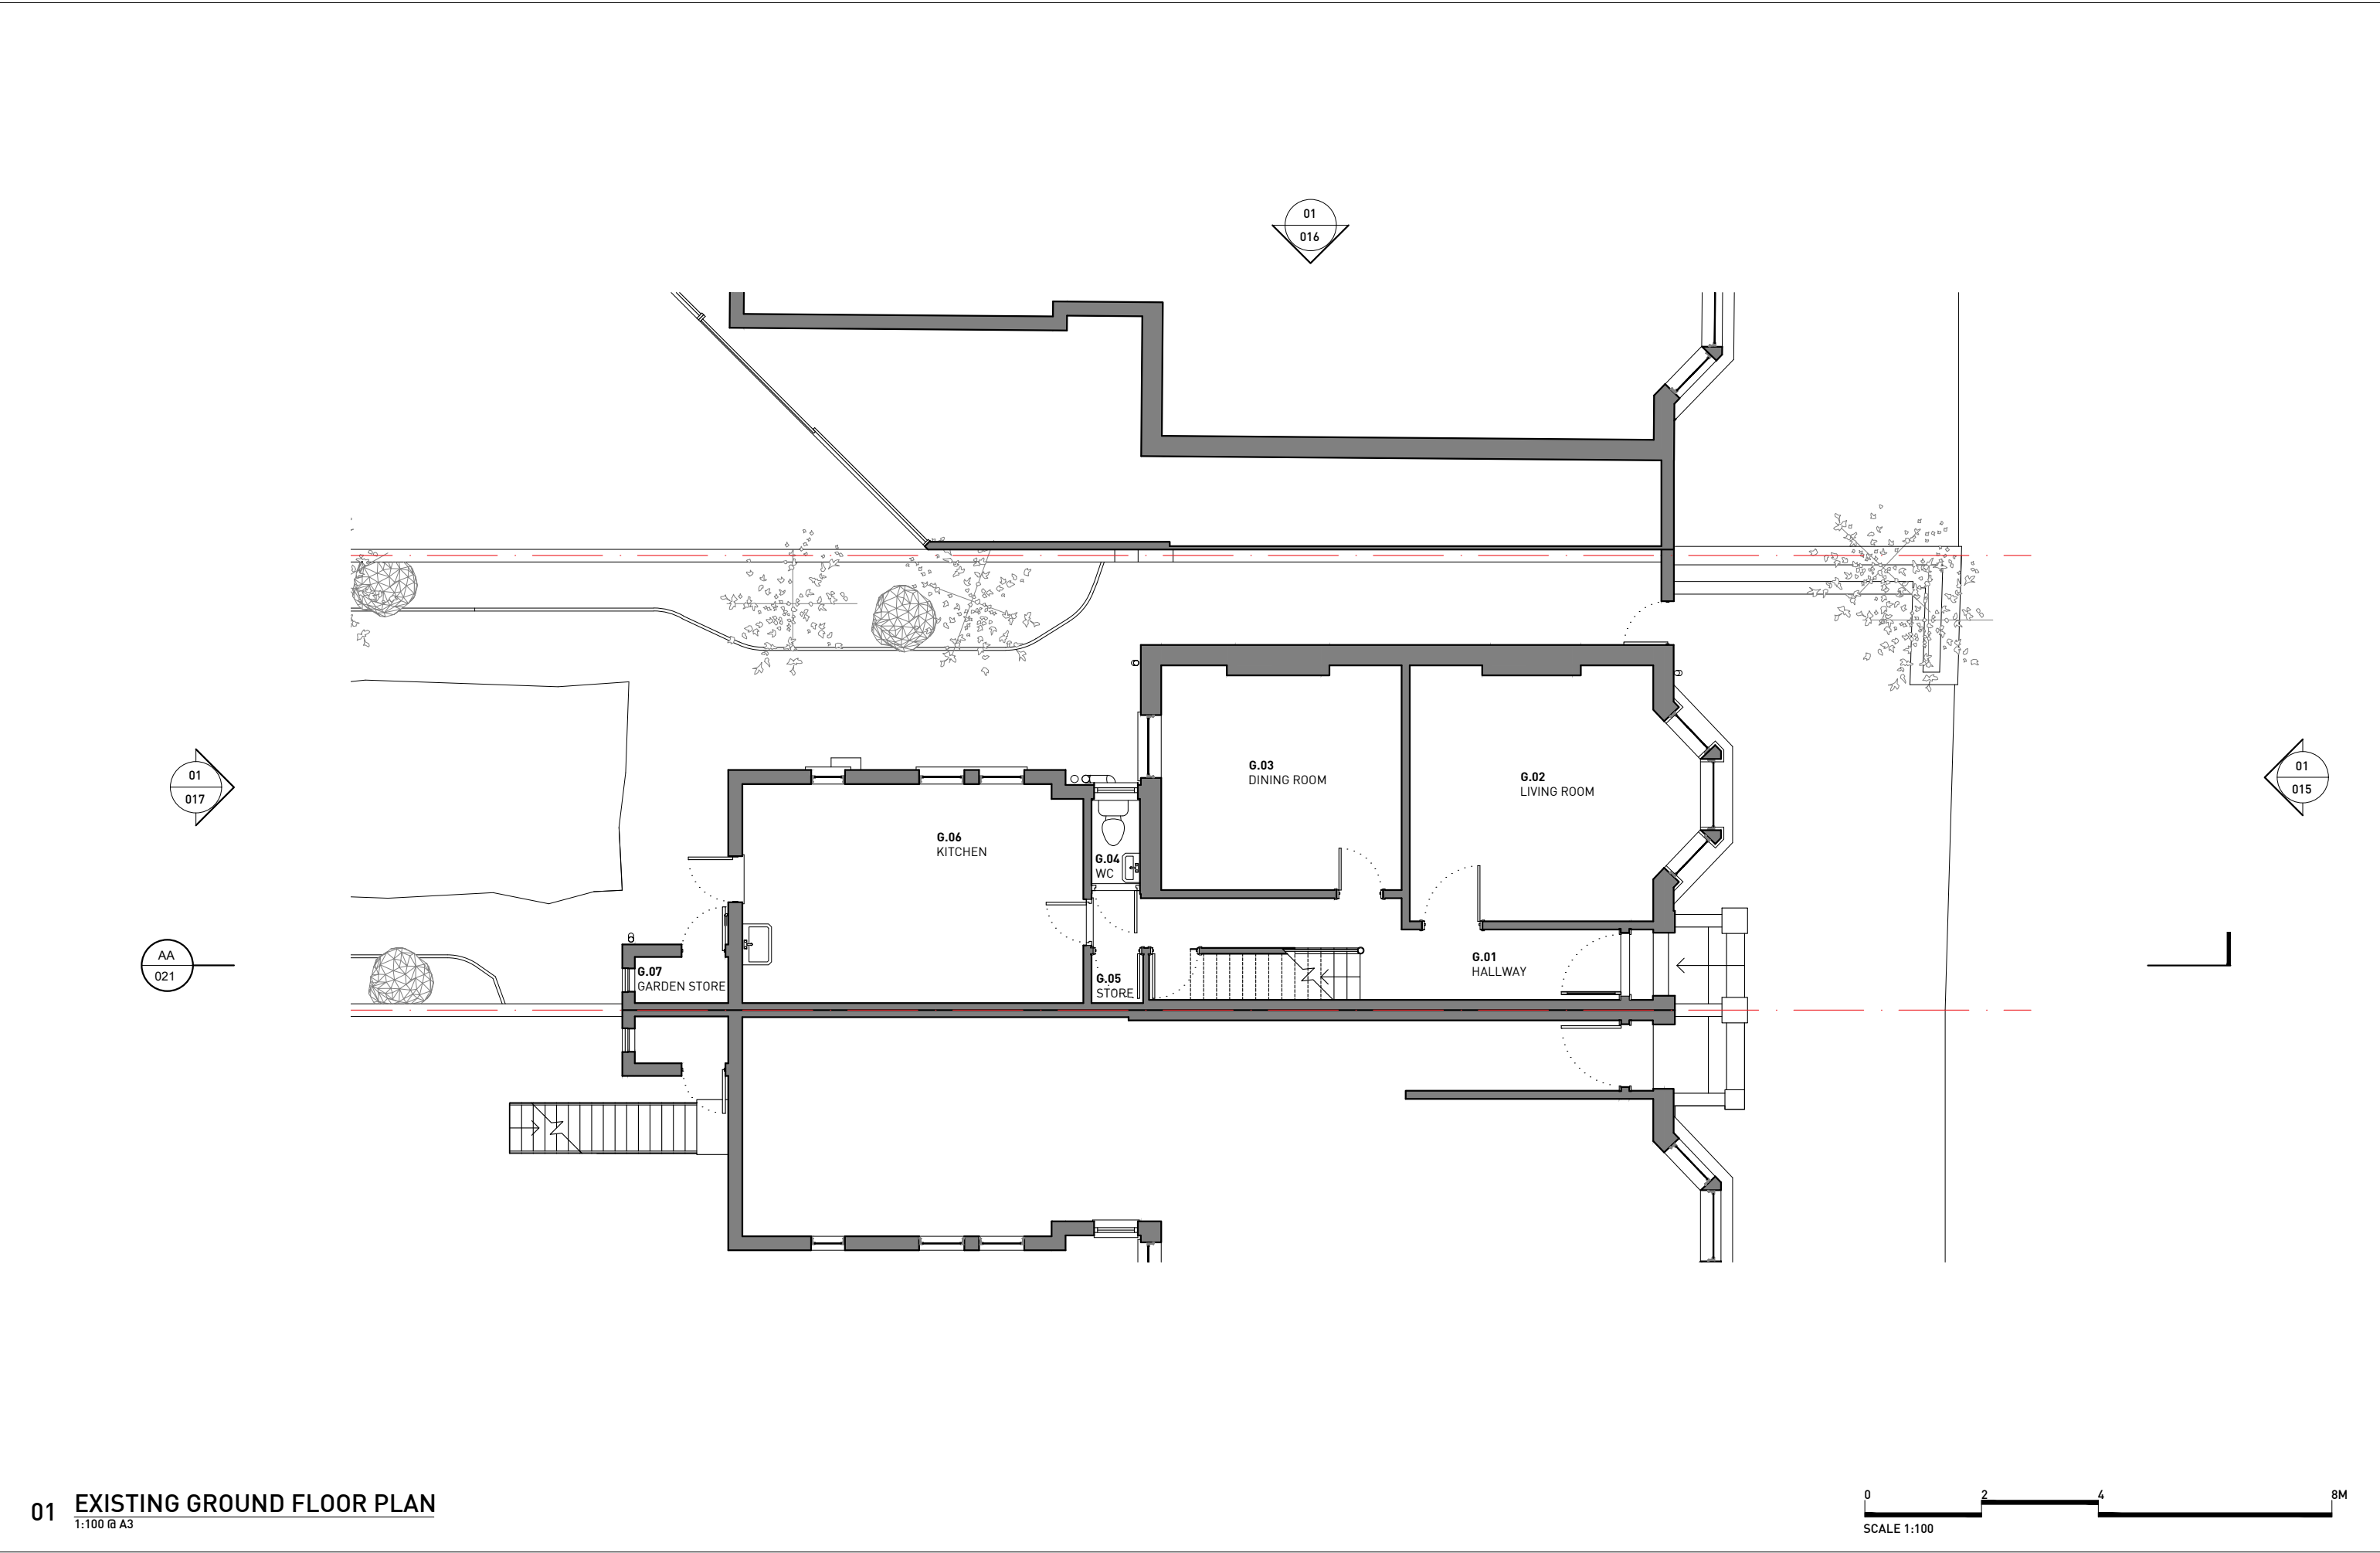 01
016
01
017
01
015
AA
021
G.03
DINING ROOM
G.02
LIVING ROOM
G.06
KITCHEN
G.04
WC
G.01
HALLWAY
G.07
GARDEN STORE
G.05
STORE
01 EXISTING GROUND FLOOR PLAN
1:100 @ A3
0 2 4 8M
SCALE 1:100